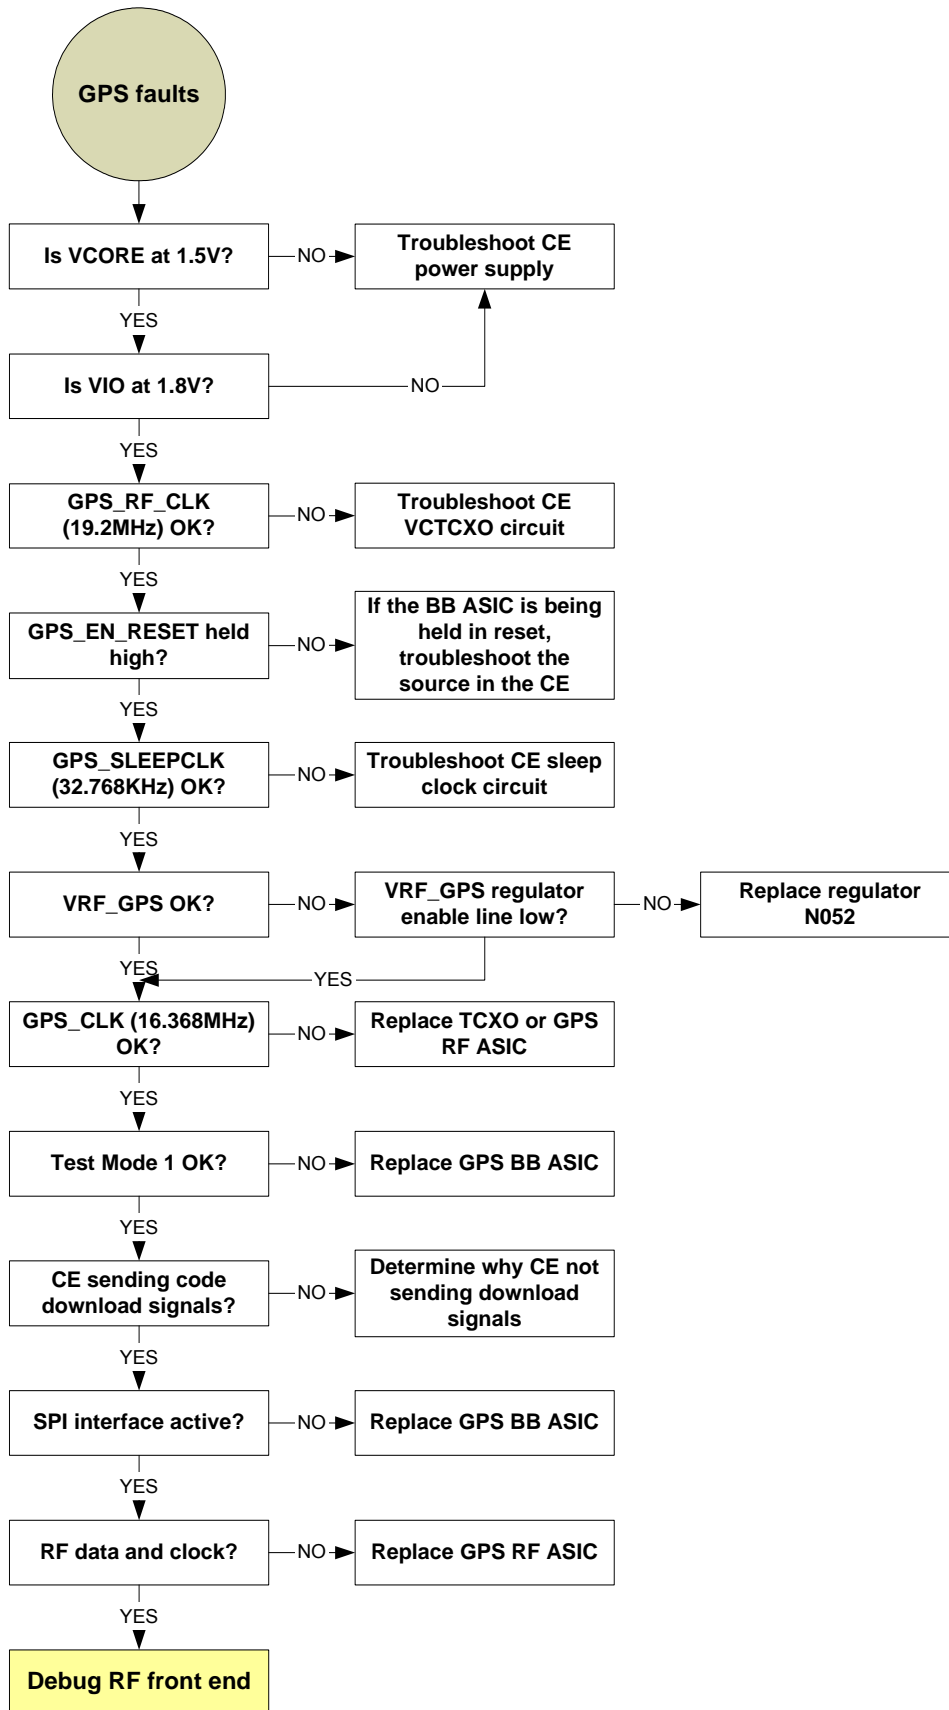 GPS faults
Is VCORE at 1.5V?
NO
Troubleshoot CE
power supply
YES
Is VIO at 1.8V?
NO
YES
GPS_RF_CLK
(19.2MHz) OK?
NO
Troubleshoot CE
VCTCXO circuit
YES
GPS_EN_RESET held
high?
NO
If the BB ASIC is being
held in reset,
troubleshoot the
source in the CE
YES
GPS_SLEEPCLK
(32.768KHz) OK?
NO
Troubleshoot CE sleep
clock circuit
YES
VRF_GPS OK?
NO
VRF_GPS regulator
enable line low?
NO
Replace regulator
N052
YES
YES
GPS_CLK (16.368MHz)
OK?
NO
Replace TCXO or GPS
RF ASIC
YES
Test Mode 1 OK?
NO
Replace GPS BB ASIC
YES
CE sending code
download signals?
NO
Determine why CE not
sending download
signals
YES
SPI interface active?
NO
Replace GPS BB ASIC
YES
RF data and clock?
NO
Replace GPS RF ASIC
YES
Debug RF front end